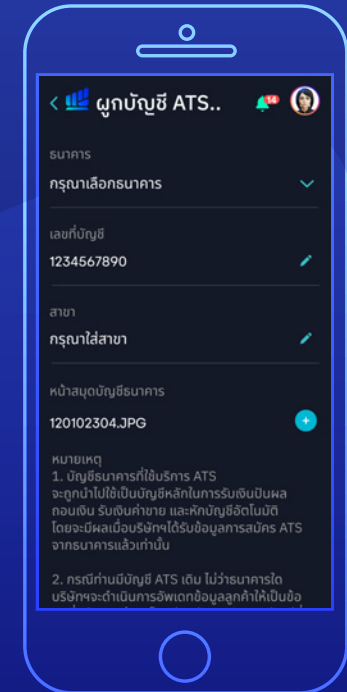 ผูกบัญชี ATS..
14
ธนาคาร
กรุณาเลือกธนาคาร
เลขที่บัญชี
1234567890
สาขา
กรุณาใส่สาขา
หน้าสมุดบัญชีธนาคาร
120102304.JPG
หมายเหตุ
1. บัญชีธนาคารที่ใช้บริการ ATS
จะถูกนำไปใช้เป็นบัญชีหลักในการรับเงินปันผล
ถอนเงิน รับเงินค่าขาย และหักบัญชีอัตโนมัติ
โดยจะมีผลเมื่อบริษัทฯได้รับข้อมูลการสมัคร ATS
จากธนาคารแล้วเท่านั้น
2. กรณีท่านมีบัญชี ATS เดิม ไม่ว่าธนาคารใด
บริษัทฯจะดำเนินการอัพเดทข้อมูลลูกค้าให้เป็นข้อ